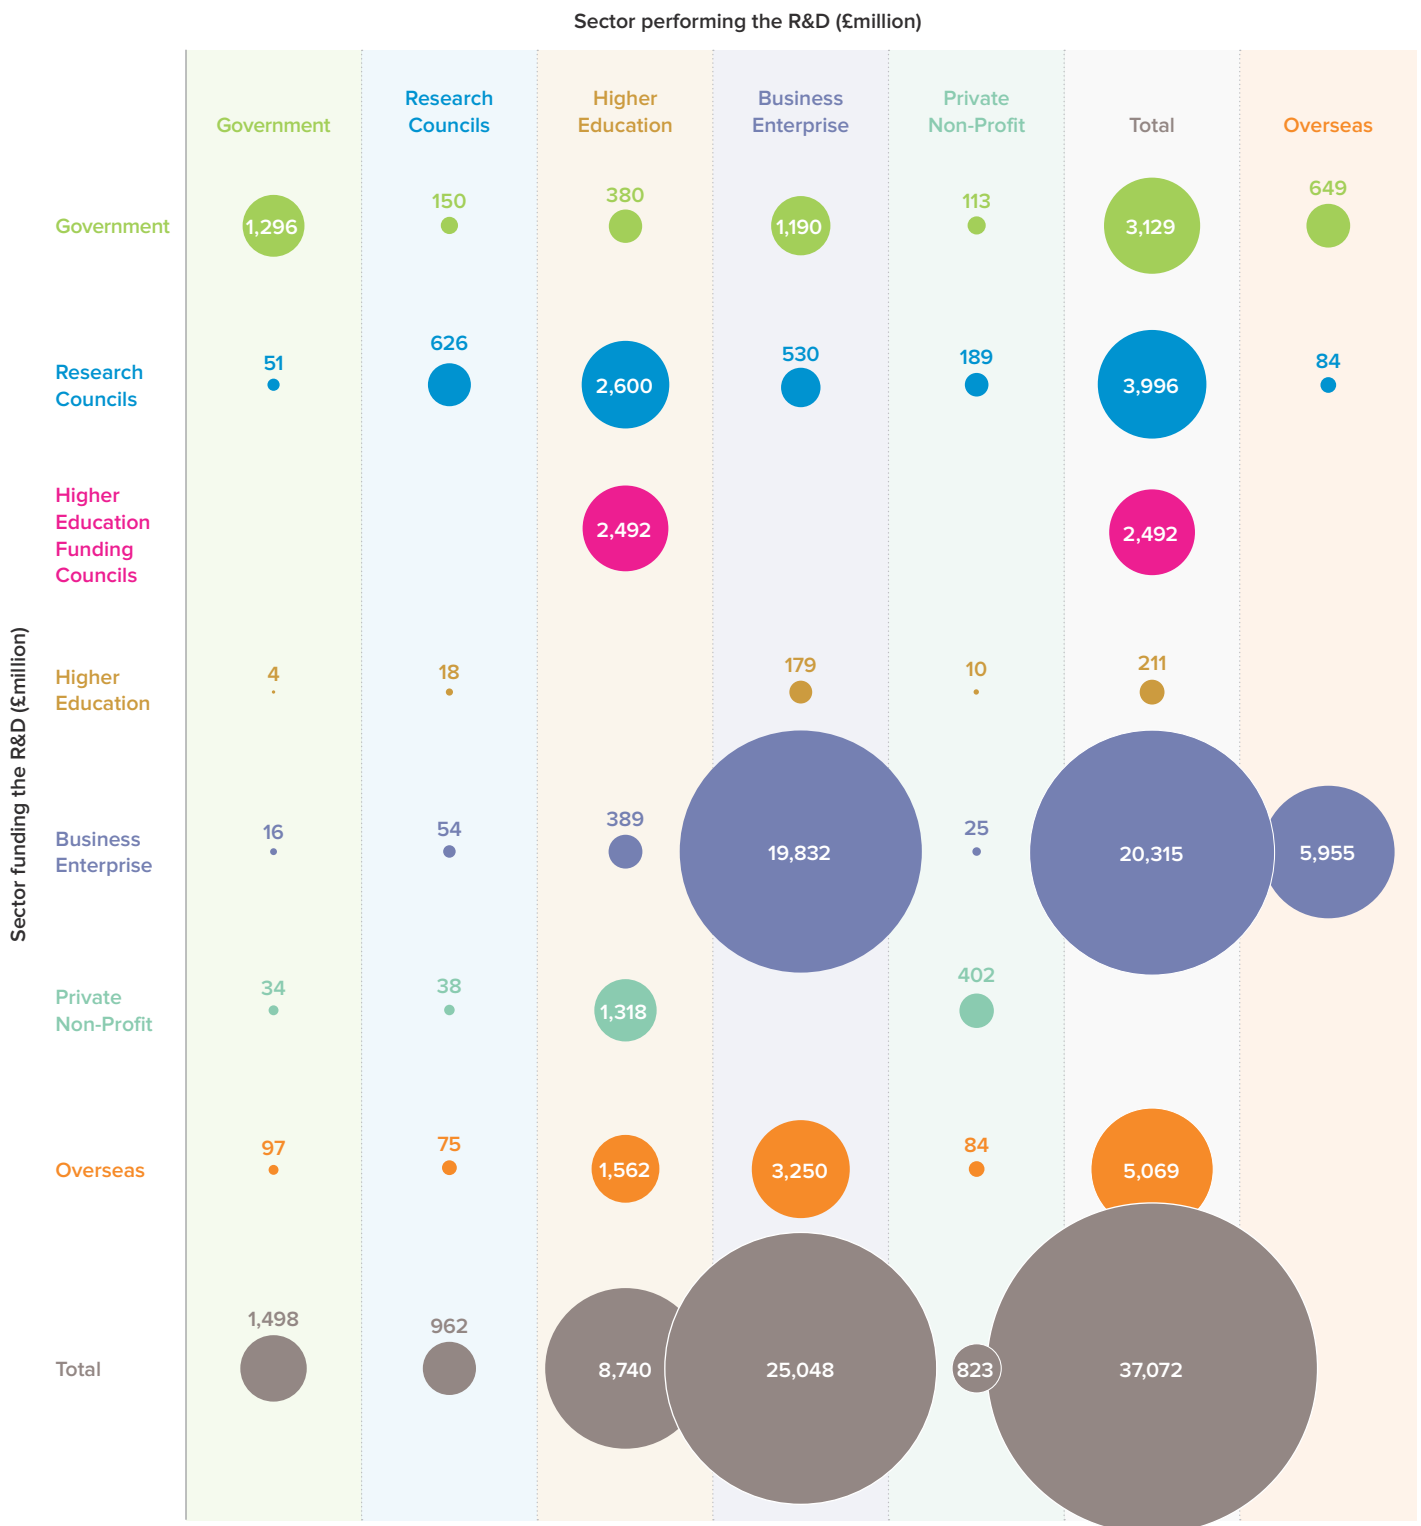 Sector performing the R&D (£million)
Government
Research
Councils
Higher
Education
Business
Enterprise
Private
Non-Profit
Total
Overseas
Sector funding the R&D (£million)
Government
1,296
150
380
1,190
113
3,129
649
Research
Councils
51
626
2,600
530
189
3,996
84
Higher
Education
Funding
Councils
2,492
2,492
Higher
Education
4
18
179
10
211
Business
Enterprise
16
54
389
19,832
25
20,315
5,955
Private
Non-Profit
34
38
1,318
402
Overseas
97
75
1,562
3,250
84
5,069
Total
1,498
962
8,740
25,048
823
37,072